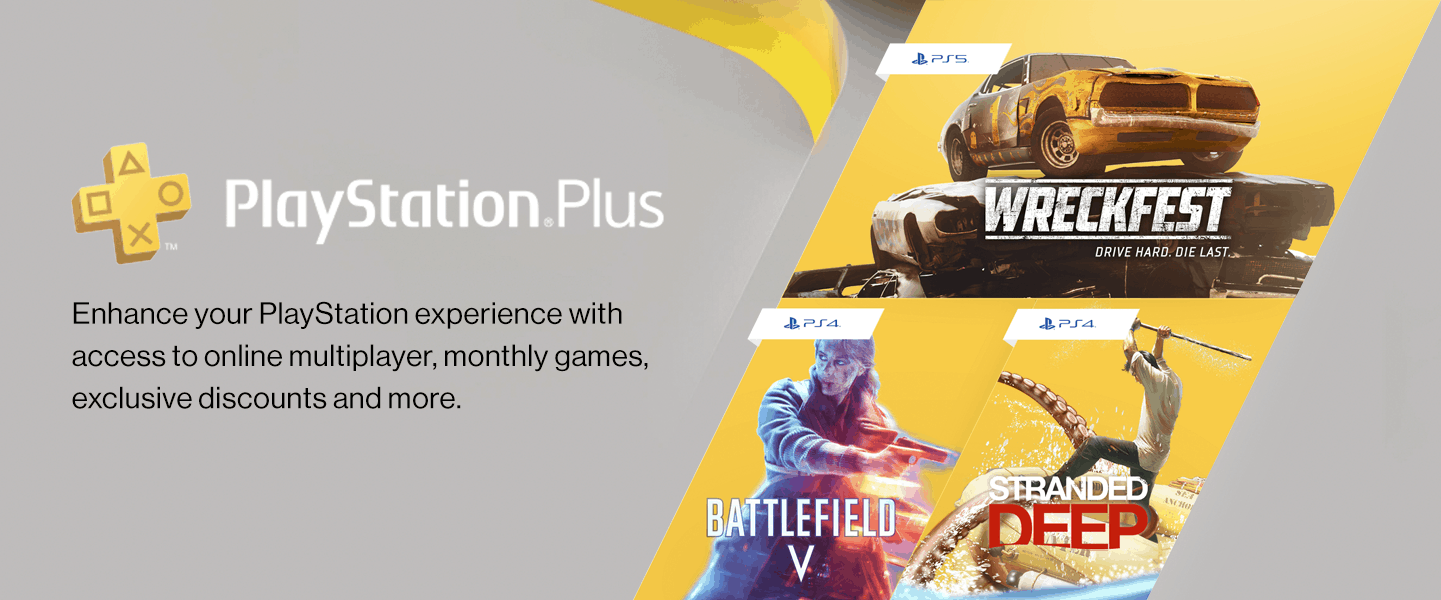 PlayStation®Plus
TM
Enhance your PlayStation experience with
access to online multiplayer, monthly games,
exclusive discounts and more.
PS5
WRECKFEST
DRIVE HARD. DIE LAST.
PS4
BATTLEFIELD
V
PS4
STRANDED
DEEP